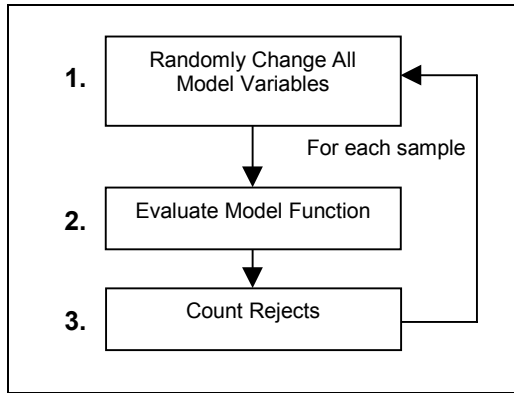 1.
Randomly Change All
Model Variables
For each sample
2.
Evaluate Model Function
3.
Count Rejects